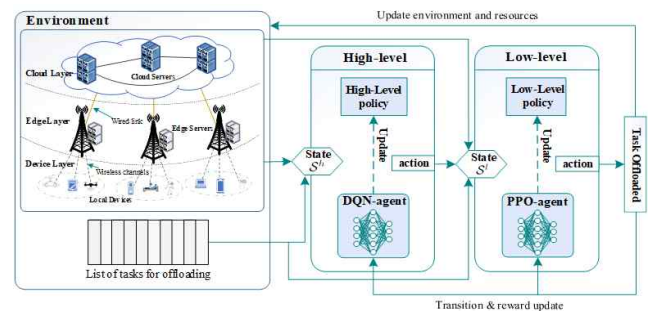 Environment
Update environment and resources
Cloud Layer
Cloud Servers
Edge Layer
Wired link
Edge Servers
Device Layer
Wireless channels
Local Devices
List of tasks for offloading
State
S^h
High-level
High-Level
policy
Update
action
DQN-agent
State
S^l
Low-level
Low-Level
policy
Update
action
PPO-agent
Task Offloaded
Transition & reward update